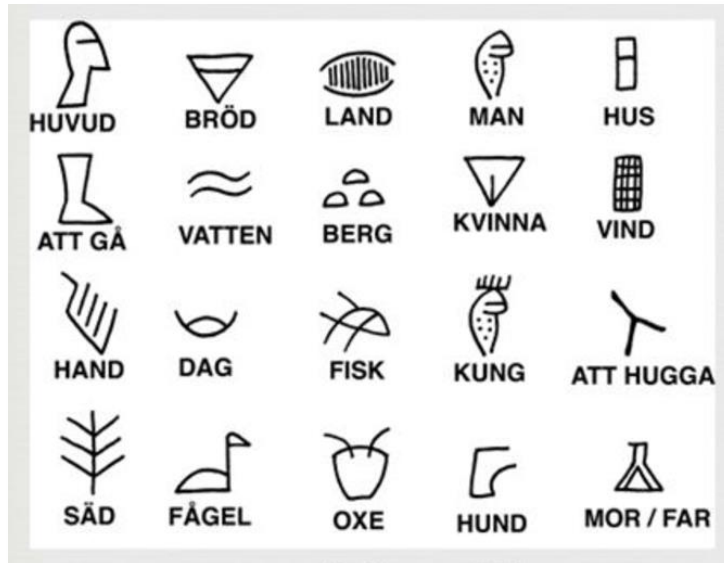 HUVUD BRÖD LAND MAN HUS
ATT GÅ VATTEN BERG KVINNA VIND
HAND DAG FISK KUNG ATT HUGGA
SÄD FÅGEL OXE HUND MOR / FAR